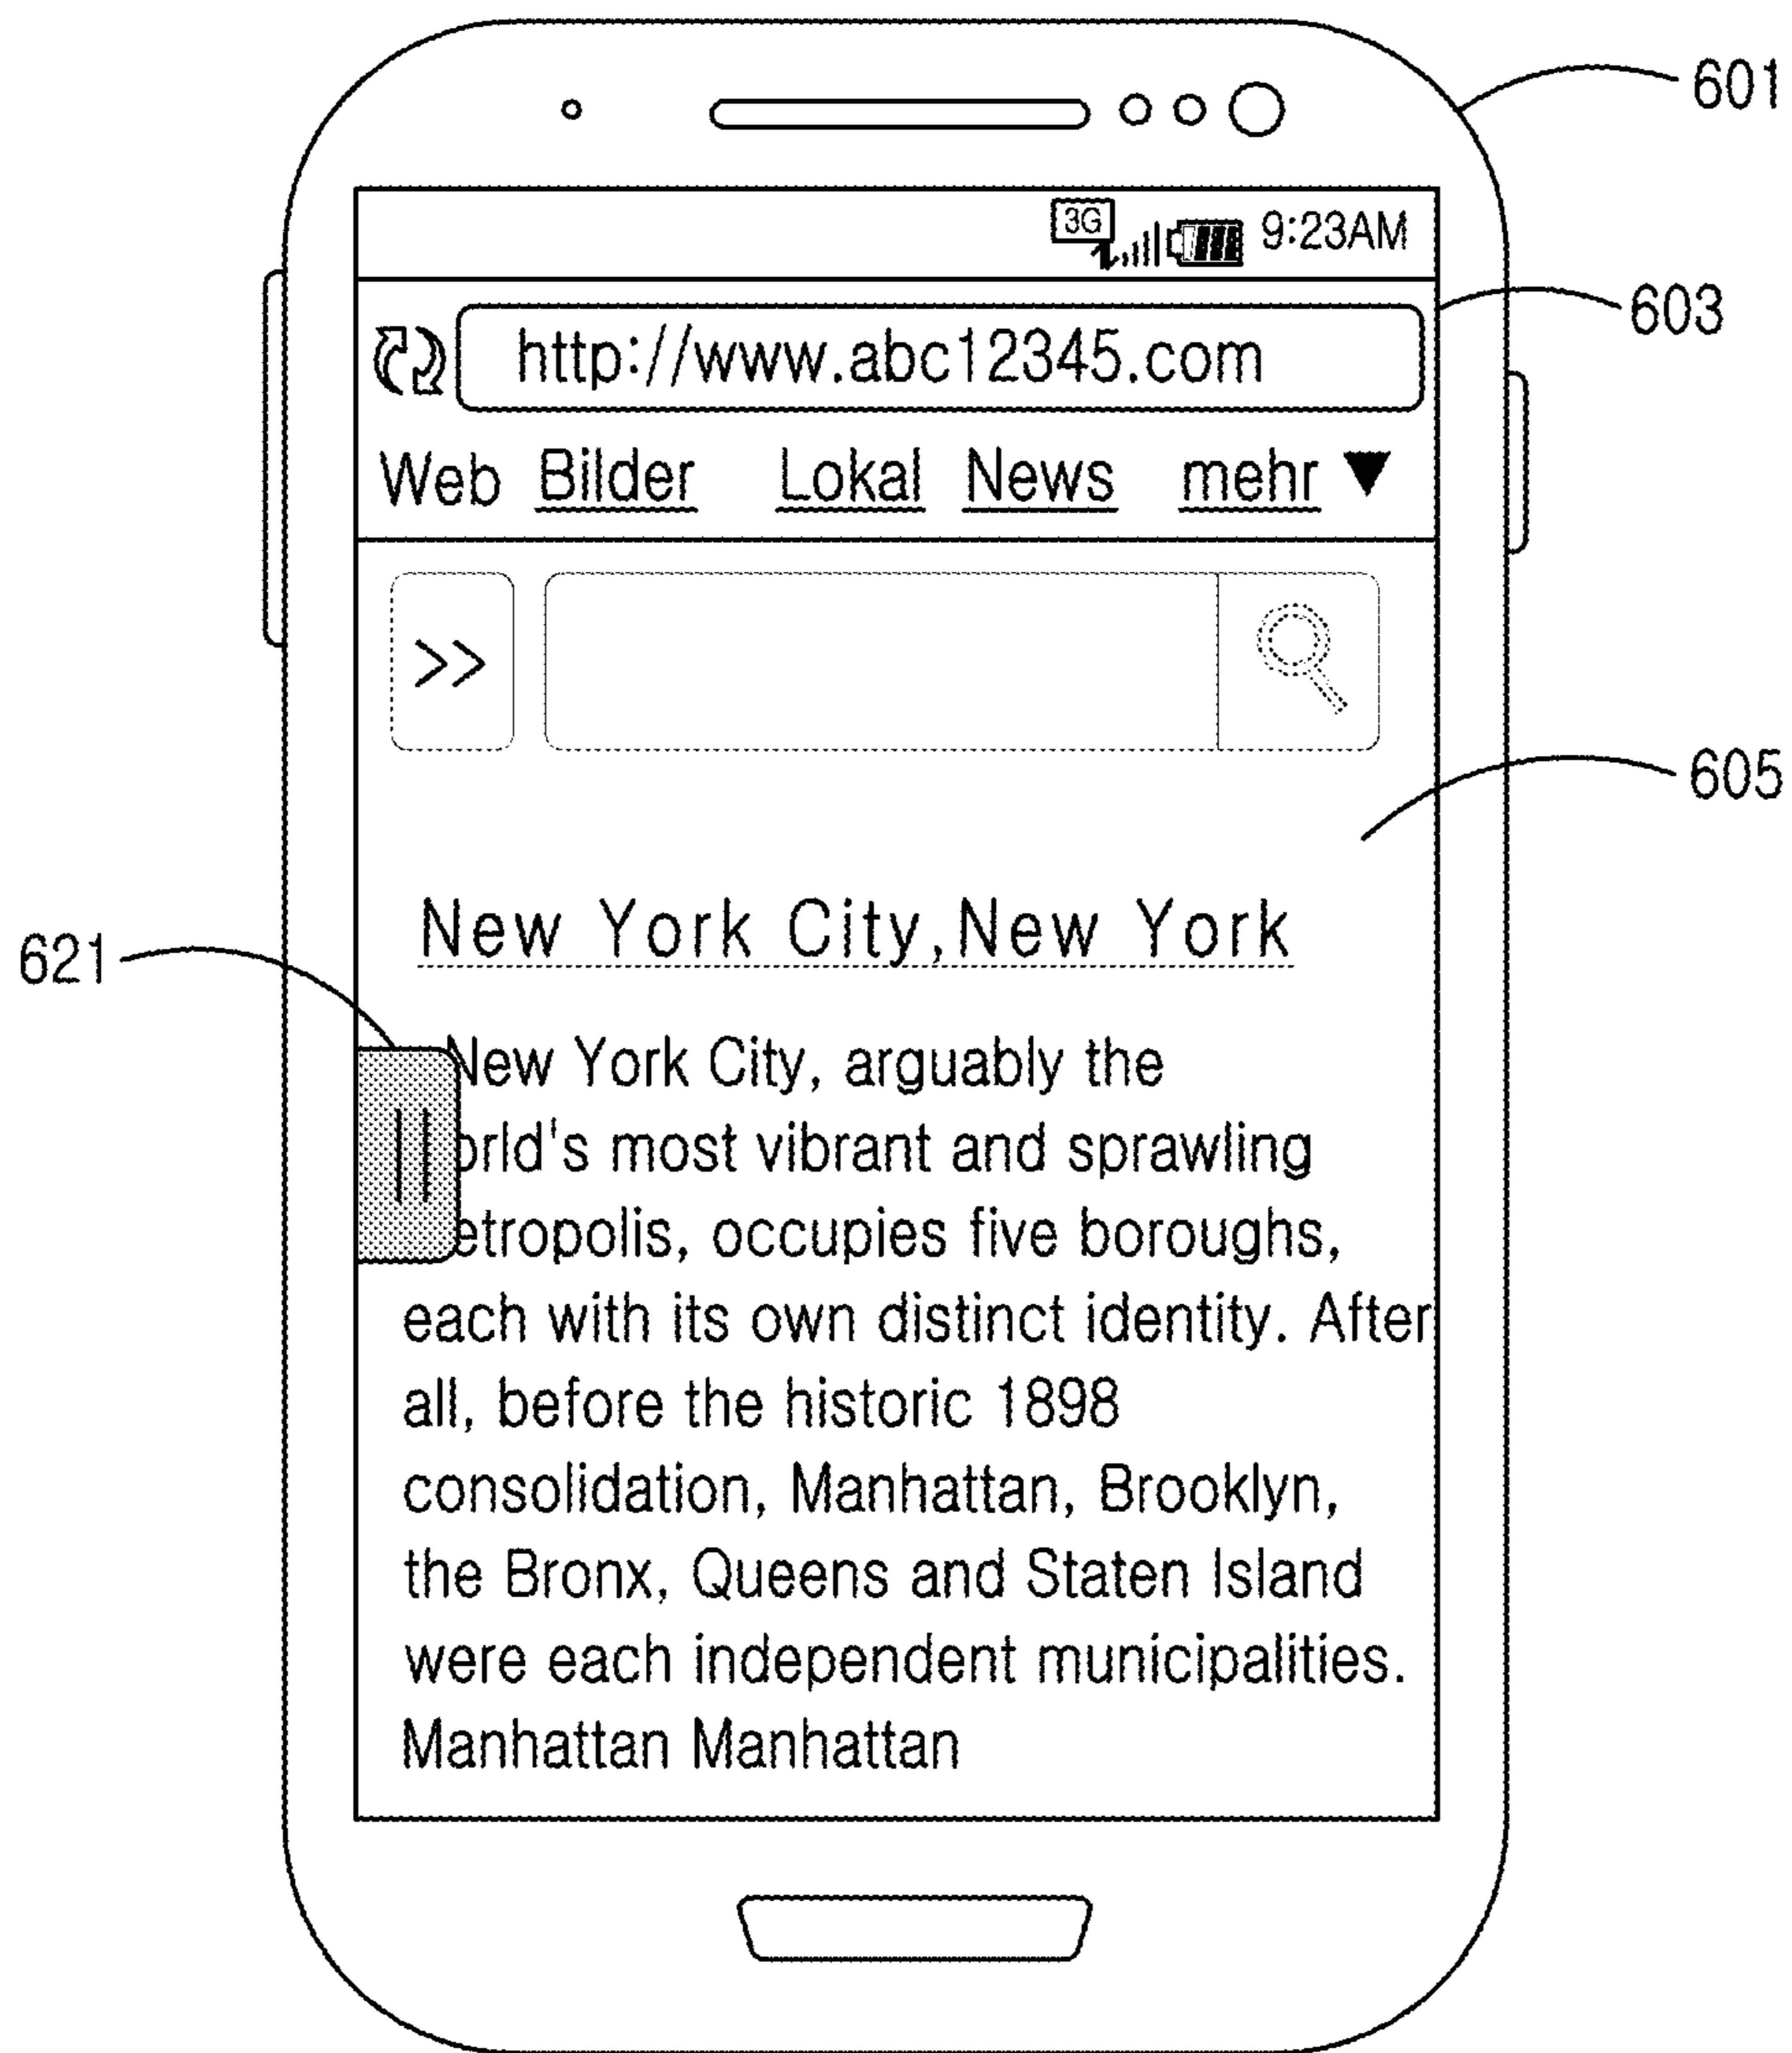 601
3G 9:23AM
603
http://www.abc12345.com
Web Bilder Lokal News mehr ▼
>>
605
New York City,New York
621
New York City, arguably the
orld's most vibrant and sprawling
etropolis, occupies five boroughs,
each with its own distinct identity. After
all, before the historic 1898
consolidation, Manhattan, Brooklyn,
the Bronx, Queens and Staten Island
were each independent municipalities.
Manhattan Manhattan